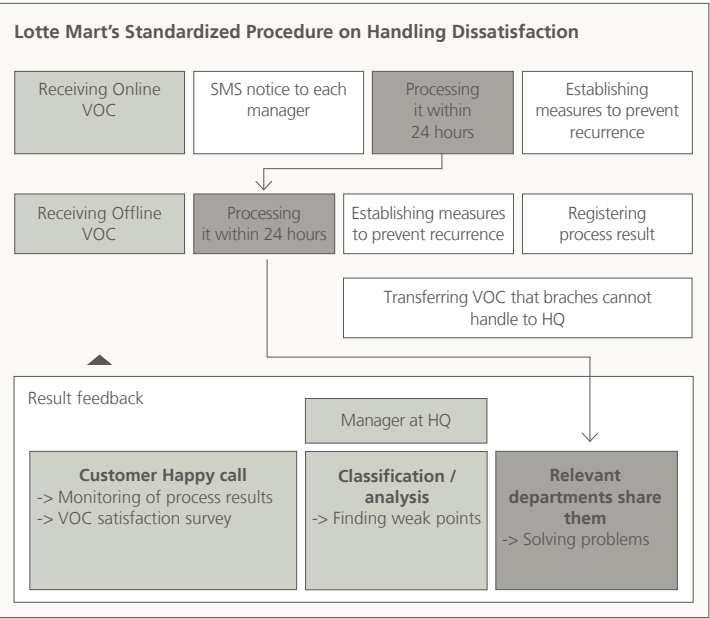 Lotte Mart's Standardized Procedure on Handling Dissatisfaction
Receiving Online
VOC
SMS notice to each
manager
Processing
it within
24 hours
Establishing
measures to prevent
recurrence
Receiving Offline
VOC
Processing
it within 24 hours
Establishing measures
to prevent recurrence
Registering
process result
Transferring VOC that braches cannot
handle to HQ
Result feedback
Manager at HQ
Customer Happy call
-> Monitoring of process results
-> VOC satisfaction survey
Classification /
analysis
-> Finding weak points
Relevant
departments share
them
-> Solving problems